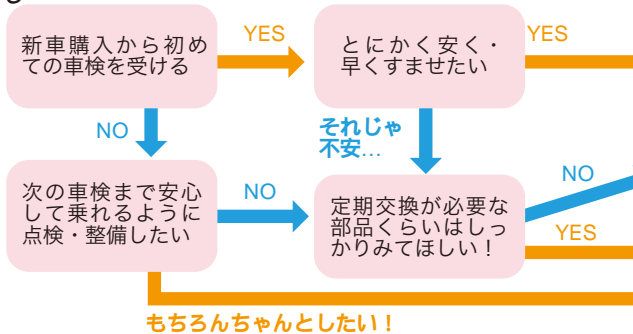 新車購入から初め
ての車検を受ける
YES
とにかく安く・
早くすませたい
YES
NO
それじゃ
不安…
次の車検まで安心
して乗れるように
点検・整備したい
NO
定期交換が必要な
部品くらいはしっ
かりみてほしい！
NO
YES
もちろんちゃんとしたい！